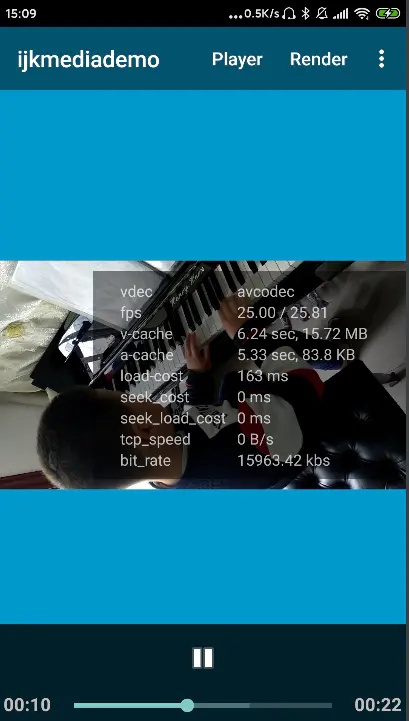 15:09 ...0.5K/s
ijkmediademo Player Render
vdec avcodec
fps 25.00 / 25.81
v-cache 6.24 sec, 15.72 MB
a-cache 5.33 sec, 83.8 KB
load-cost 163 ms
seek_cost 0 ms
seek_load_cost 0 ms
tcp_speed 0 B/s
bit_rate 15963.42 kbs
00:10 00:22